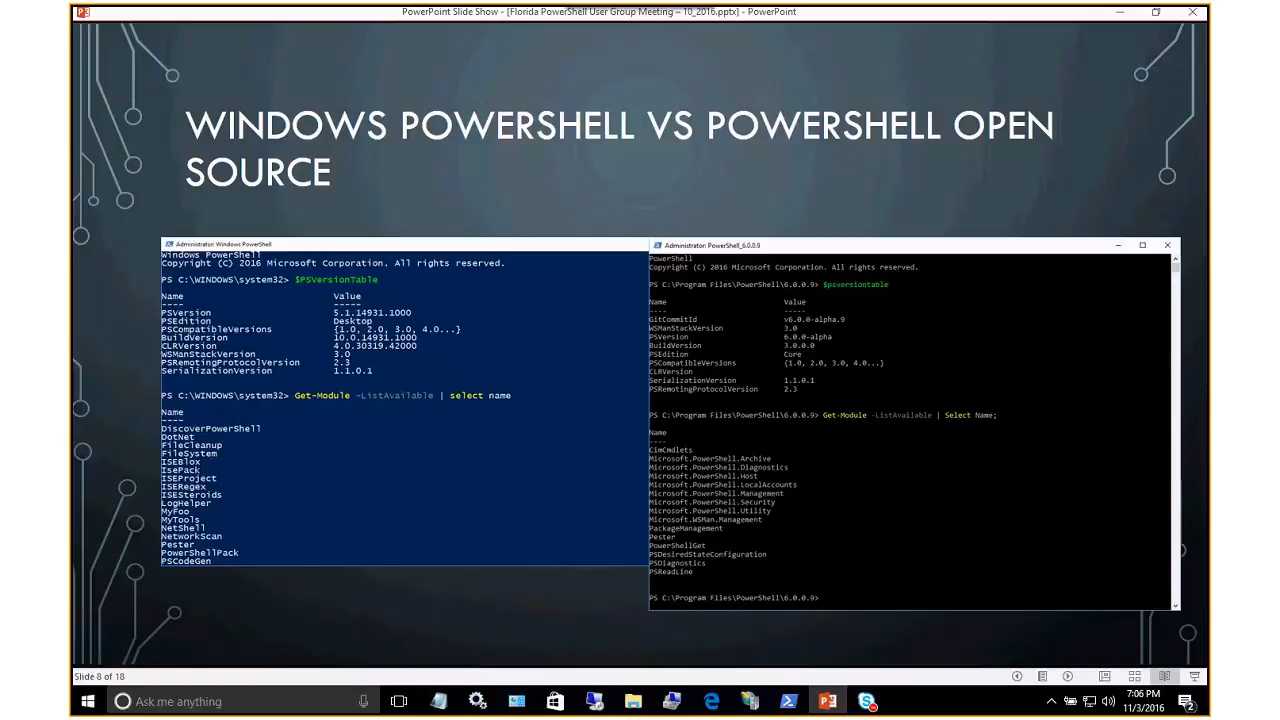 PowerPoint Slide Show - [Florida PowerShell User Group Meeting – 10_2016.pptx] - PowerPoint
WINDOWS POWERSHELL VS POWERSHELL OPEN
SOURCE
Administrator: Windows PowerShell
Windows PowerShell
Copyright (C) 2016 Microsoft Corporation. All rights reserved.
PS C:\WINDOWS\system32> $PSVersionTable
Name Value
---- -----
PSVersion 5.1.14931.1000
PSEdition Desktop
PSCompatibleVersions {1.0, 2.0, 3.0, 4.0...}
BuildVersion 10.0.14931.1000
CLRVersion 4.0.30319.42000
WSManStackVersion 3.0
PSRemotingProtocolVersion 2.3
SerializationVersion 1.1.0.1
PS C:\WINDOWS\system32> Get-Module -ListAvailable | select name
Name
----
DiscoverPowerShell
DotNet
FileCleanup
FileSystem
ISEBlox
IsePack
ISEProject
ISERegex
ISESteroids
LogHelper
MyFoo
MyTools
NetShell
NetworkScan
Pester
PowerShellPack
PSCodeGen
Administrator: PowerShell_6.0.0.9
PowerShell
Copyright (C) 2016 Microsoft Corporation. All rights reserved.
PS C:\Program Files\PowerShell\6.0.0.9> $psversiontable
Name Value
---- -----
GitCommitId v6.0.0-alpha.9
WSManStackVersion 3.0
PSVersion 6.0.0-alpha
BuildVersion 3.0.0.0
PSEdition Core
PSCompatibleVersions {1.0, 2.0, 3.0, 4.0...}
CLRVersion
SerializationVersion 1.1.0.1
PSRemotingProtocolVersion 2.3
PS C:\Program Files\PowerShell\6.0.0.9> Get-Module -ListAvailable | Select Name;
Name
----
CimCmdlets
Microsoft.PowerShell.Archive
Microsoft.PowerShell.Diagnostics
Microsoft.PowerShell.Host
Microsoft.PowerShell.LocalAccounts
Microsoft.PowerShell.Management
Microsoft.PowerShell.Security
Microsoft.PowerShell.Utility
Microsoft.WSMan.Management
PackageManagement
Pester
PowerShellGet
PSDesiredStateConfiguration
PSDiagnostics
PSReadLine
PS C:\Program Files\PowerShell\6.0.0.9>
Slide 8 of 18
Ask me anything
7:06 PM
11/3/2016
2